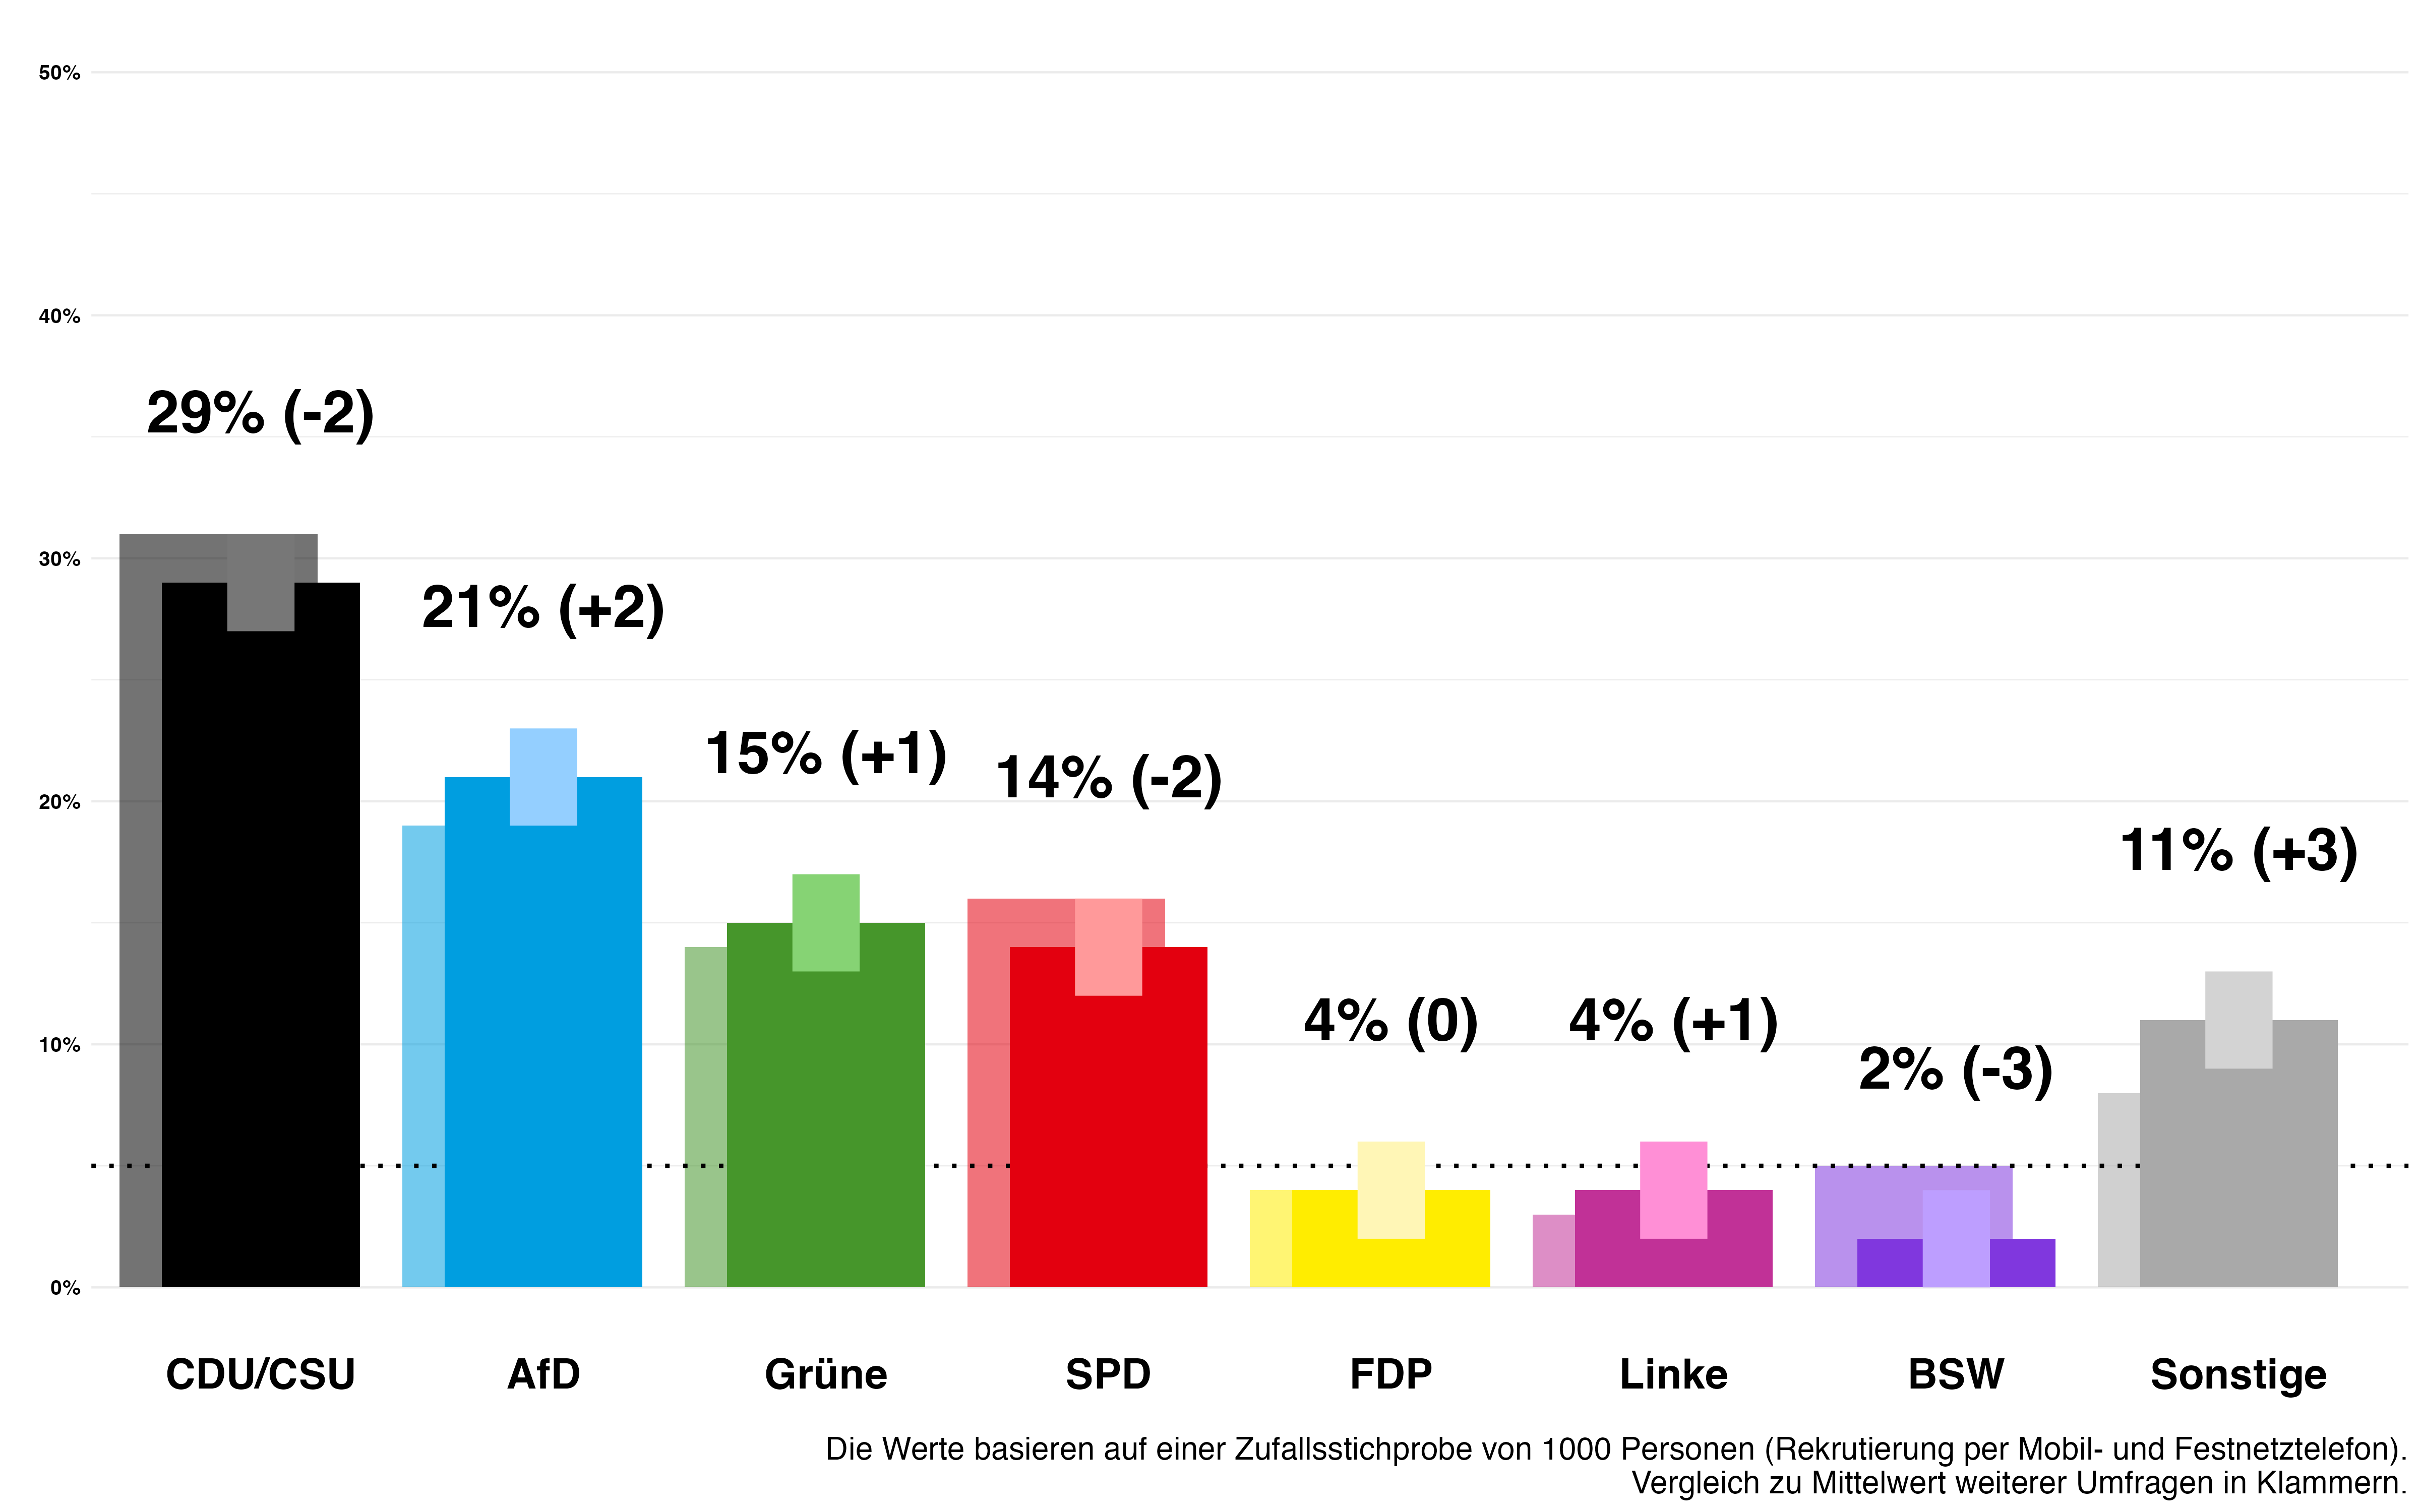 50%
40%
30%
20%
10%
0%
29% (-2)
21% (+2)
15% (+1)
14% (-2)
4% (0)
4% (+1)
2% (-3)
11% (+3)
CDU/CSU
AfD
Grüne
SPD
FDP
Linke
BSW
Sonstige
Die Werte basieren auf einer Zufallsstichprobe von 1000 Personen (Rekrutierung per Mobil- und Festnetztelefon).
Vergleich zu Mittelwert weiterer Umfragen in Klammern.